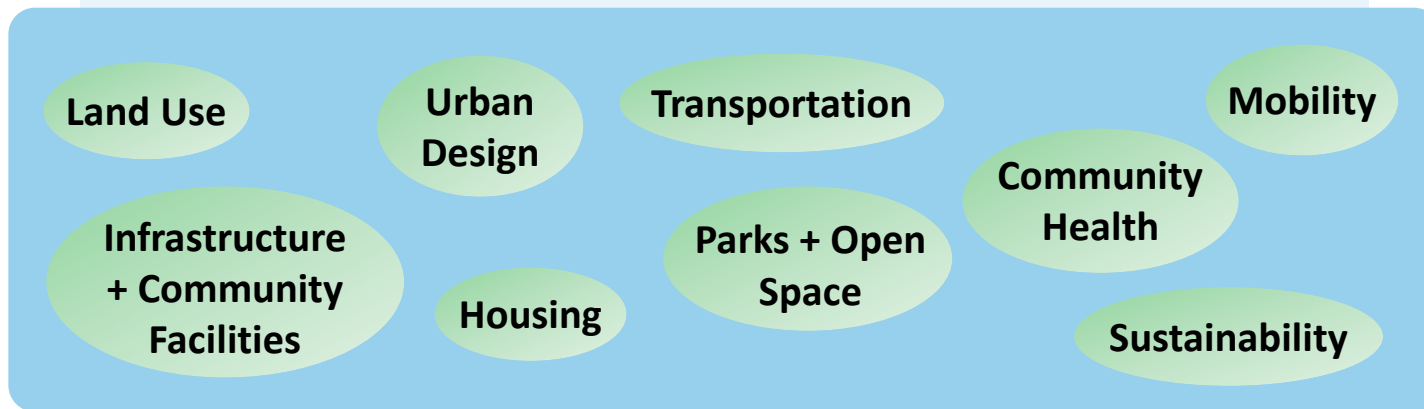 Land Use
Urban
Design
Transportation
Mobility
Community
Health
Infrastructure
+ Community
Facilities
Housing
Parks + Open
Space
Sustainability